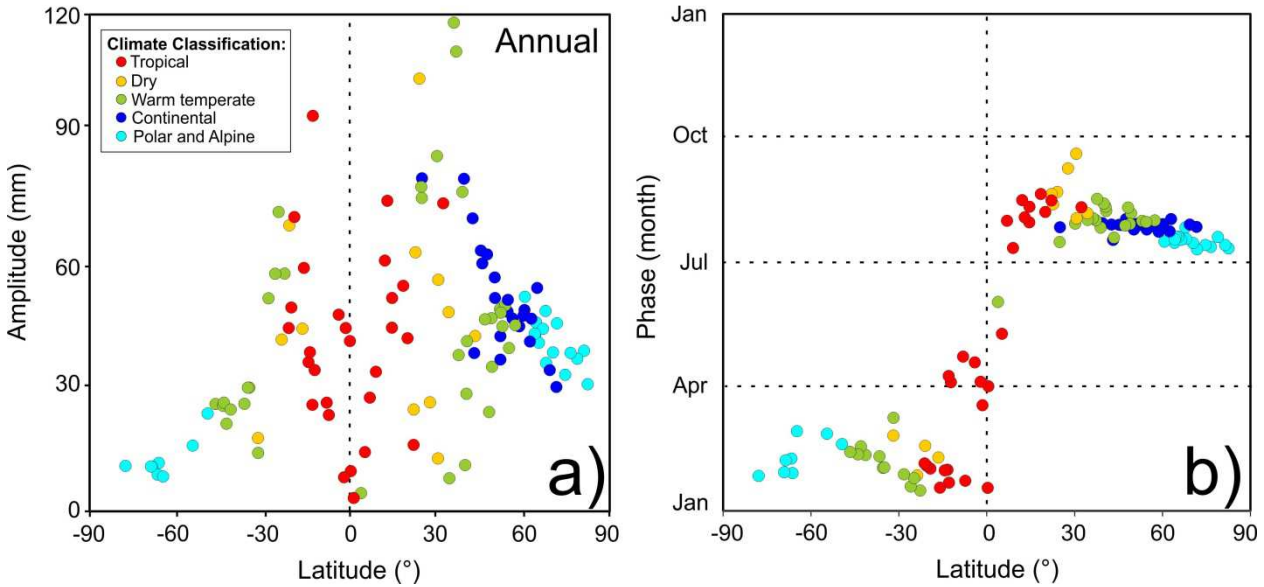 120
90
60
30
0
Amplitude (mm)
Climate Classification:
Tropical
Dry
Warm temperate
Continental
Polar and Alpine
Annual
a)
-90 -60 -30 0 30 60 90
Latitude (°)
Jan
Oct
Jul
Apr
Jan
Phase (month)
b)
-90 -60 -30 0 30 60 90
Latitude (°)